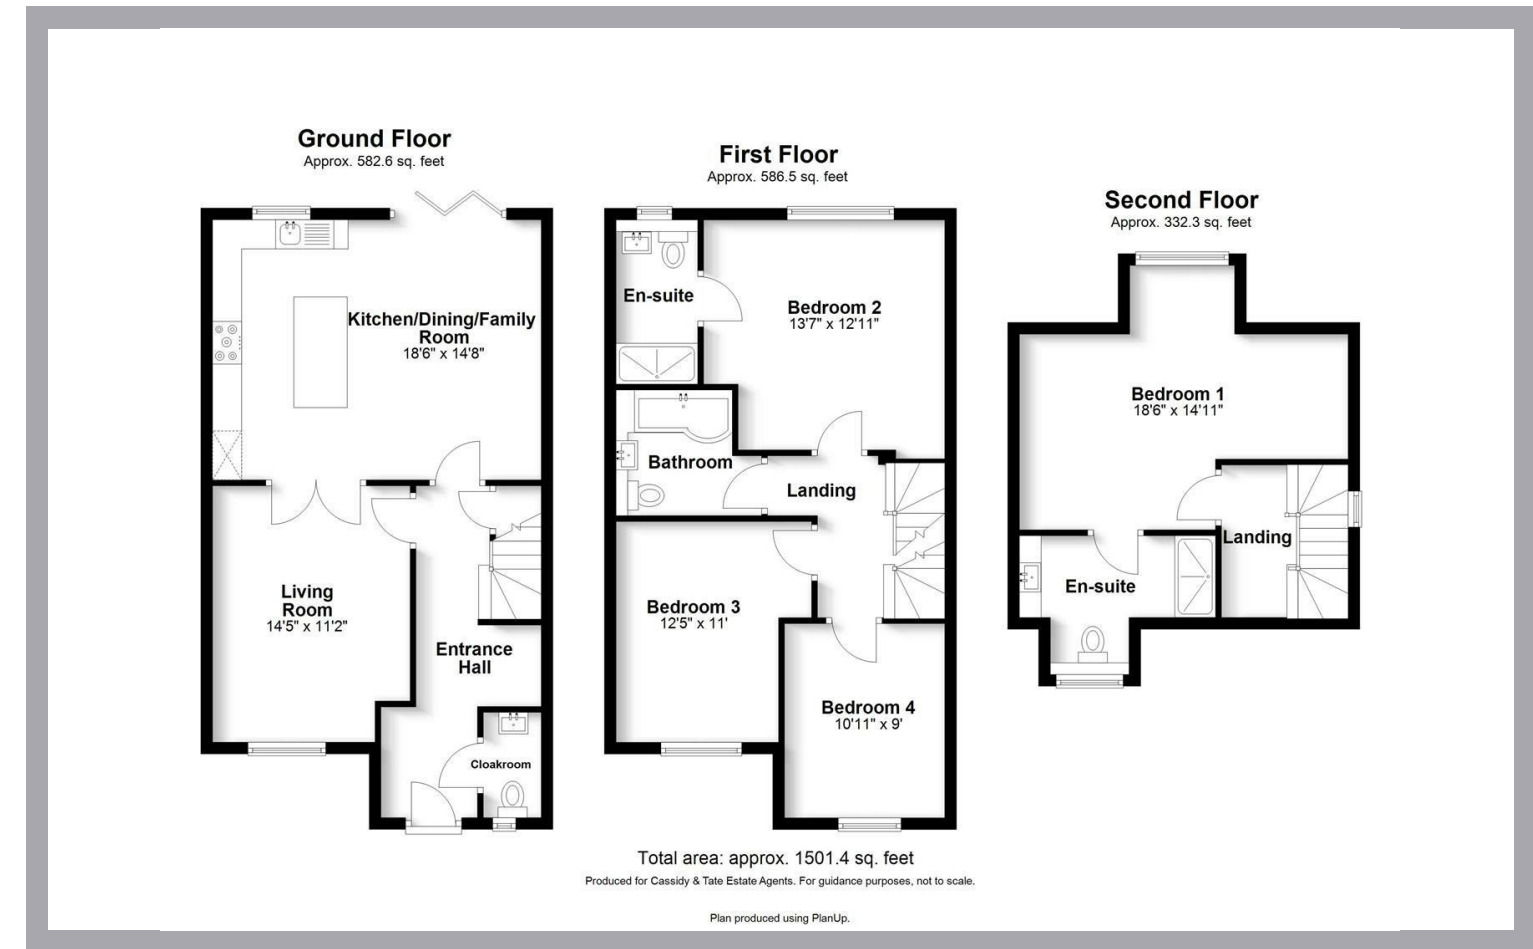 Ground Floor
Approx. 582.6 sq. feet
Kitchen/Dining/Family
Room
18'6" x 14'8"
Living
Room
14'5" x 11'2"
Entrance
Hall
Cloakroom
First Floor
Approx. 586.5 sq. feet
En-suite
Bedroom 2
13'7" x 12'11"
Bathroom
Landing
Bedroom 3
12'5" x 11'
Bedroom 4
10'11" x 9'
Second Floor
Approx. 332.3 sq. feet
Bedroom 1
18'6" x 14'11"
Landing
En-suite
Total area: approx. 1501.4 sq. feet
Produced for Cassidy & Tate Estate Agents. For guidance purposes, not to scale.
Plan produced using PlanUp.